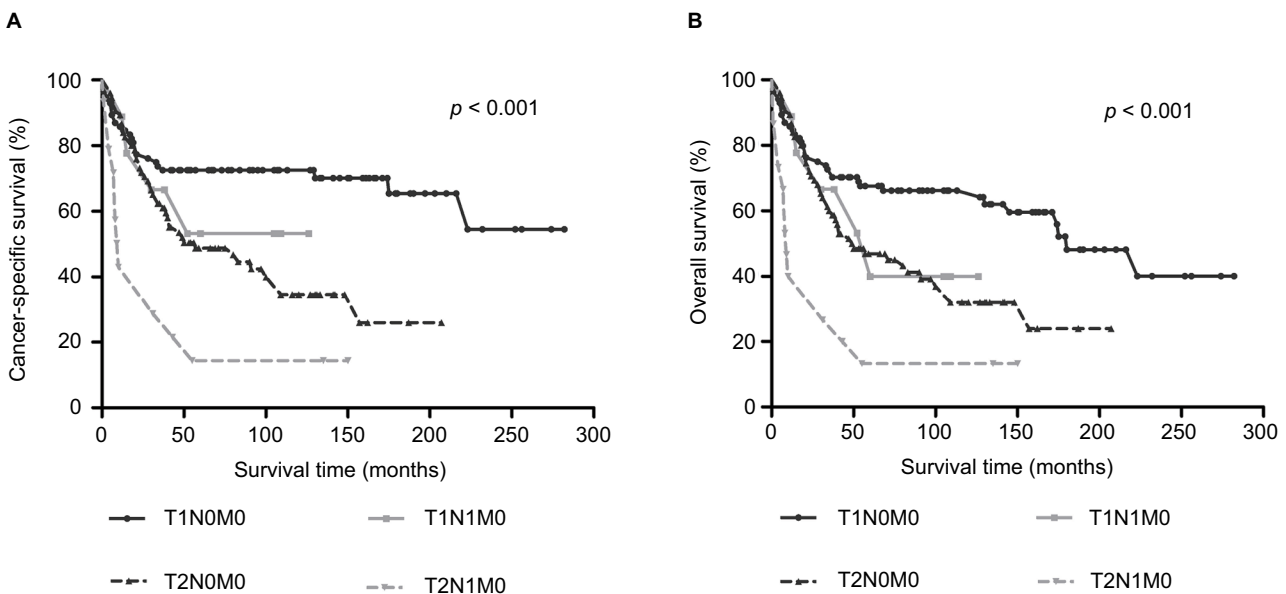 A
Cancer-specific survival (%)
100
80
60
40
20
0
p < 0.001
0 50 100 150 200 250 300
Survival time (months)
T1N0M0 T1N1M0
T2N0M0 T2N1M0
B
Overall survival (%)
100
80
60
40
20
0
p < 0.001
0 50 100 150 200 250 300
Survival time (months)
T1N0M0 T1N1M0
T2N0M0 T2N1M0